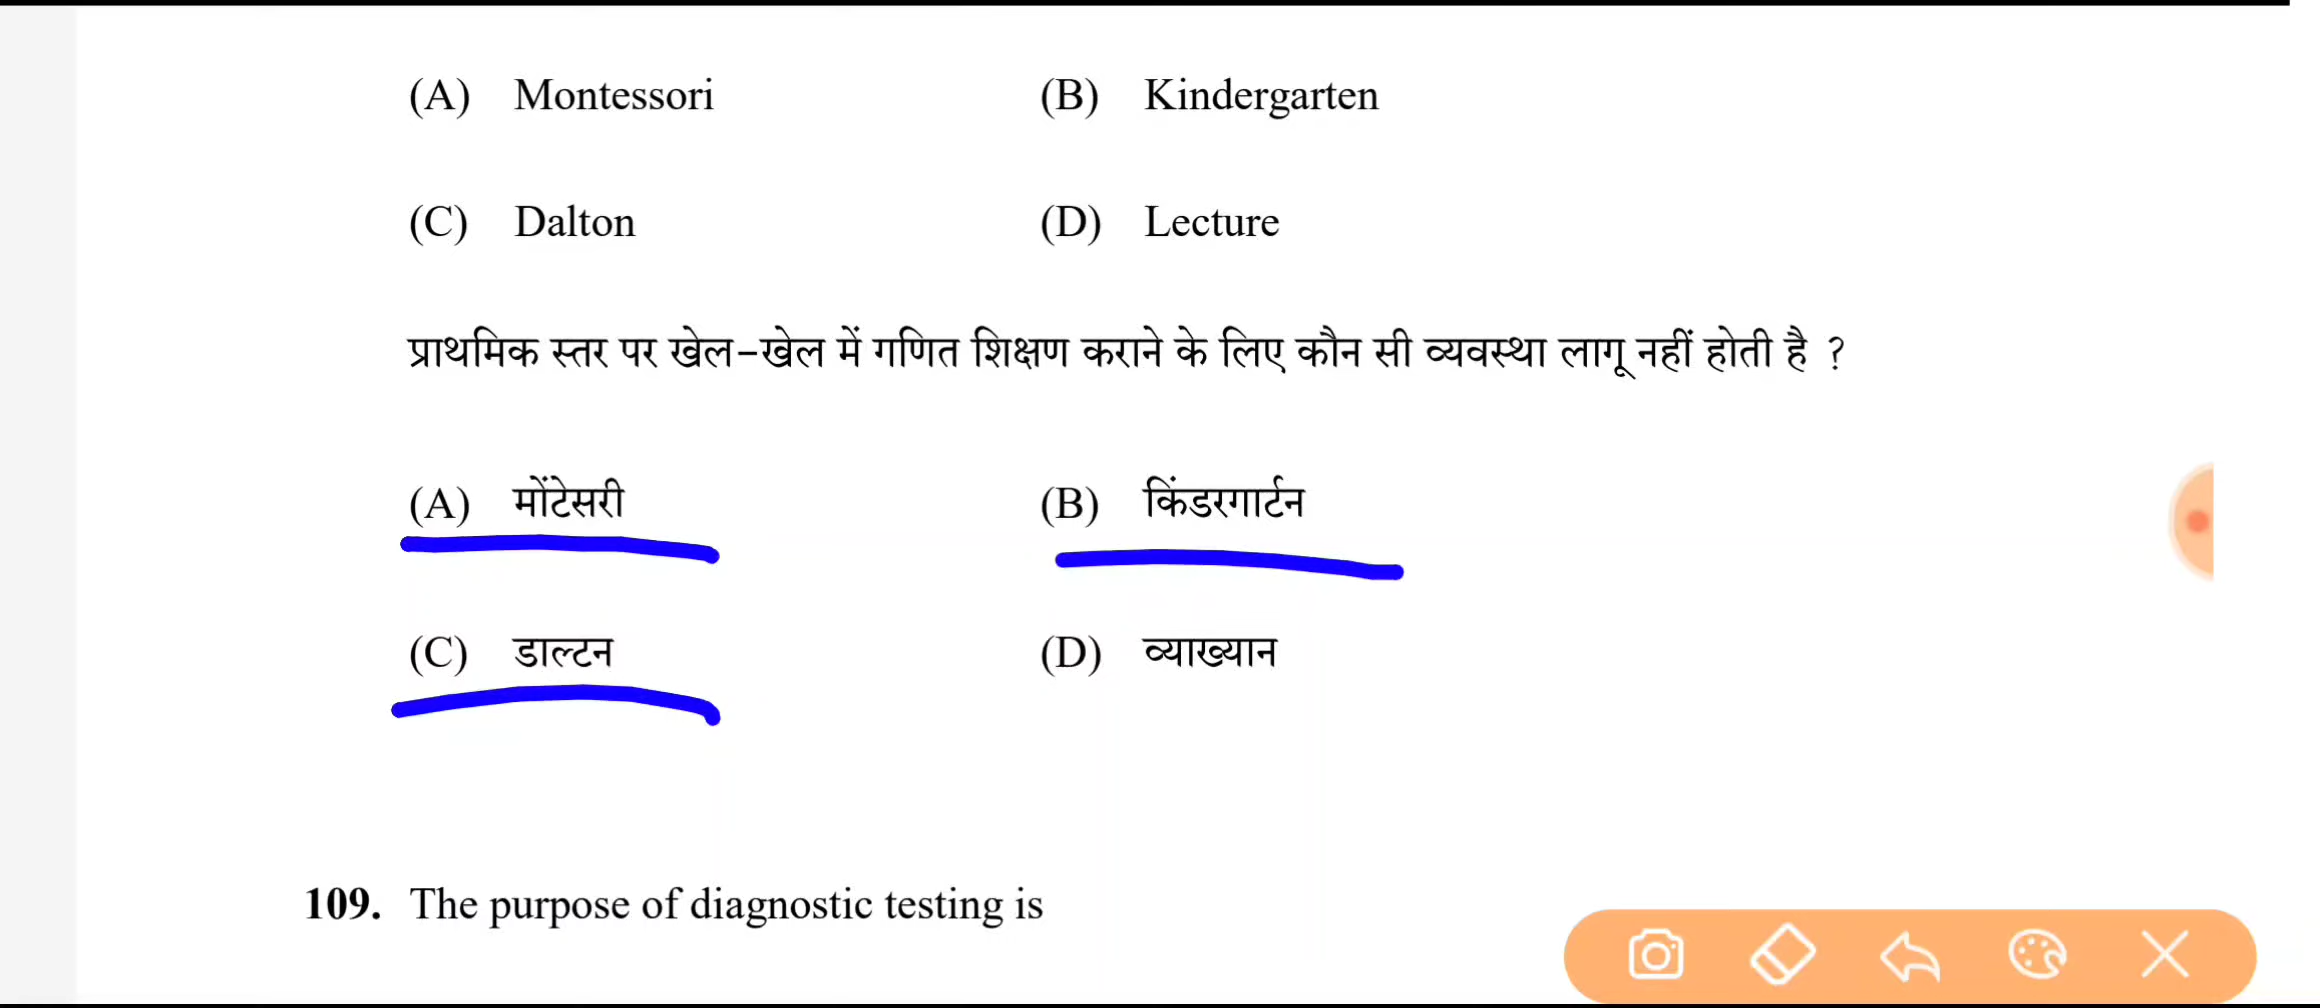 (A) Montessori (B) Kindergarten
(C) Dalton (D) Lecture
प्राथमिक स्तर पर खेल-खेल में गणित शिक्षण कराने के लिए कौन सी व्यवस्था लागू नहीं होती है ?
(A) मोंटेसरी (B) किंडरगार्टन
(C) डाल्टन (D) व्याख्यान
109. The purpose of diagnostic testing is